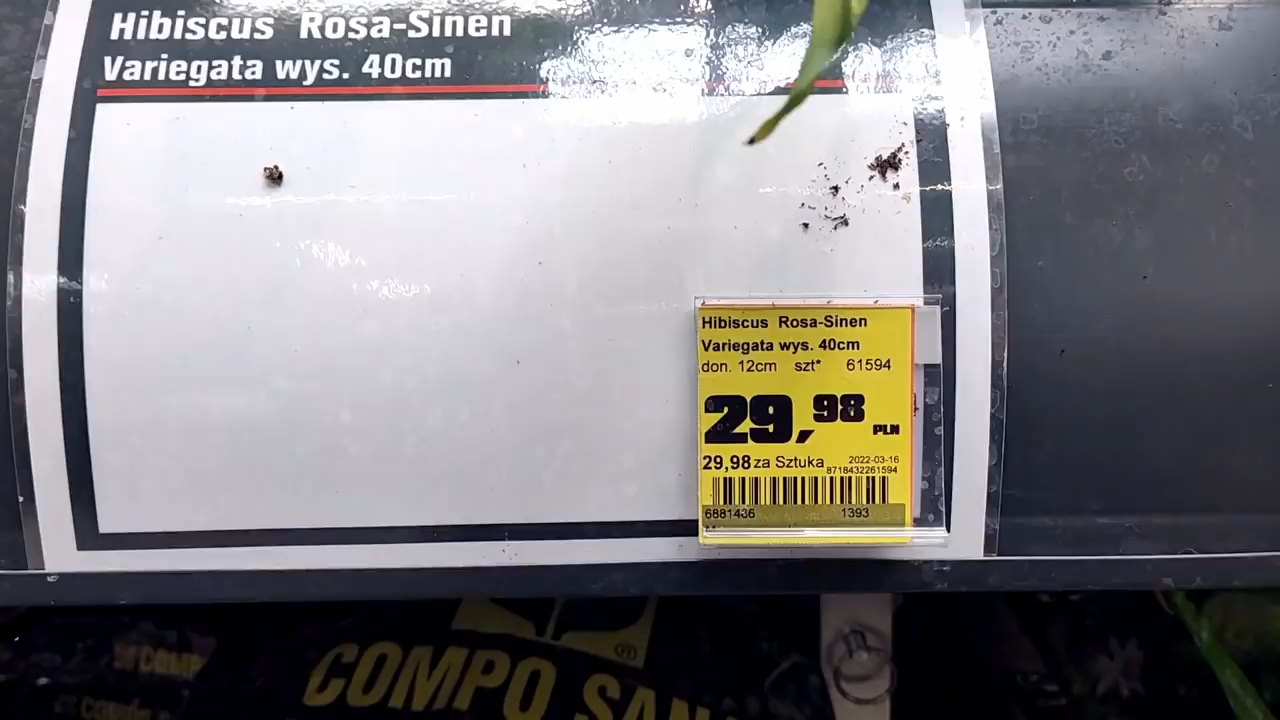 Hibiscus Rosa-Sinen
Variegata wys. 40cm
Hibiscus Rosa-Sinen
Variegata wys. 40cm
don. 12cm szt* 61594
29,98 PLN
29,98 za Sztuka
2022-03-16
8718432261594
6881436 1393
COMPO SAN